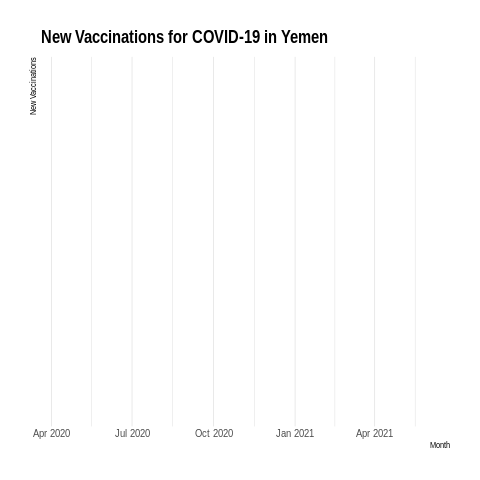 New Vaccinations for COVID-19 in Yemen
New Vaccinations
Apr 2020 Jul 2020 Oct 2020 Jan 2021 Apr 2021
Month